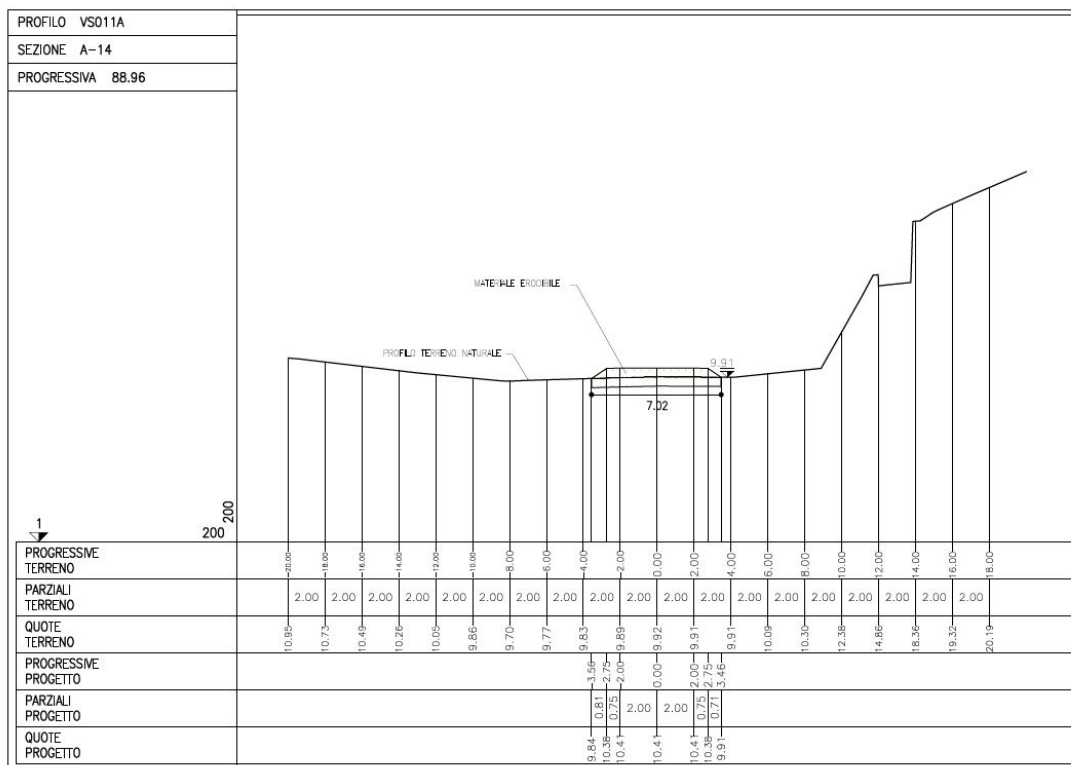 PROFILO VS011A
SEZIONE A-14
PROGRESSIVA 88.96
MATERIALE ERODIBILE
PROFILO TERRENO NATURALE
9.91
7.02
1
200
200
PROGRESSIVE TERRENO -20.00 -18.00 -16.00 -14.00 -12.00 -10.00 -8.00 -6.00 -4.00 -2.00 0.00 2.00 4.00 6.00 8.00 10.00 12.00 14.00 16.00 18.00
PARZIALI TERRENO 2.00 2.00 2.00 2.00 2.00 2.00 2.00 2.00 2.00 2.00 2.00 2.00 2.00 2.00 2.00 2.00 2.00 2.00 2.00
QUOTE TERRENO 10.95 10.73 10.49 10.26 10.05 9.86 9.70 9.77 9.83 9.89 9.92 9.91 9.91 10.09 10.30 12.38 14.86 18.36 19.32 20.19
PROGRESSIVE PROGETTO 3.56 2.75 2.00 0.00 2.00 2.75 3.46
PARZIALI PROGETTO 0.81 0.75 2.00 2.00 0.75 0.71
QUOTE PROGETTO 9.84 10.38 10.41 10.41 10.41 10.38 9.91